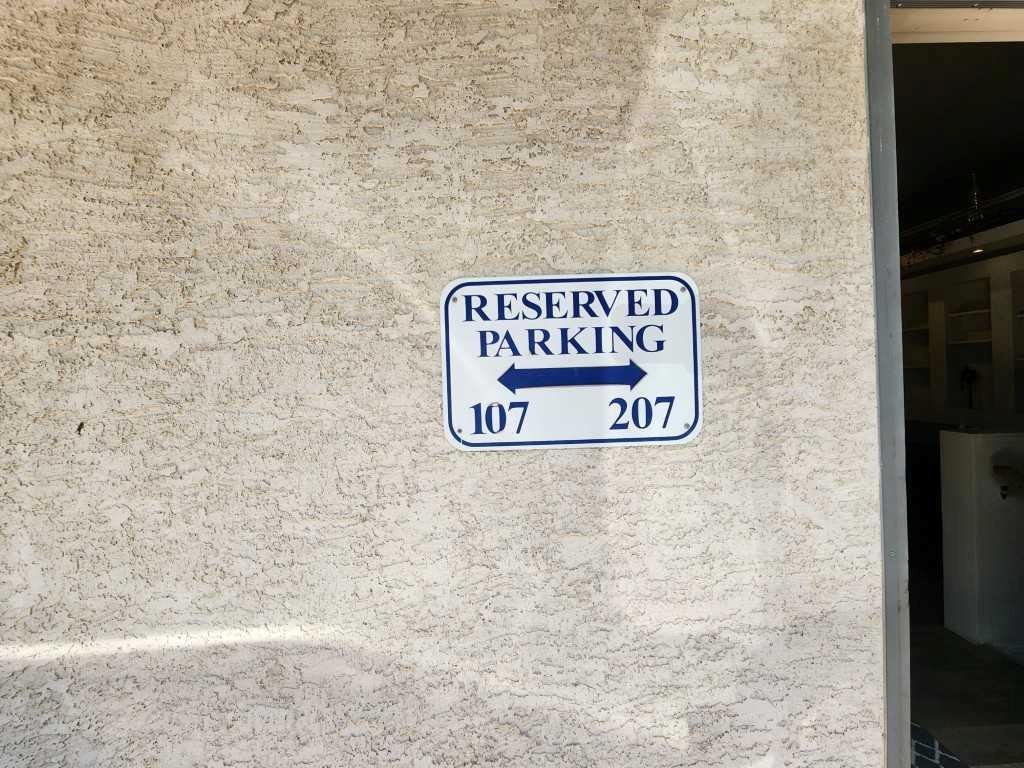 RESERVED
PARKING
107 207